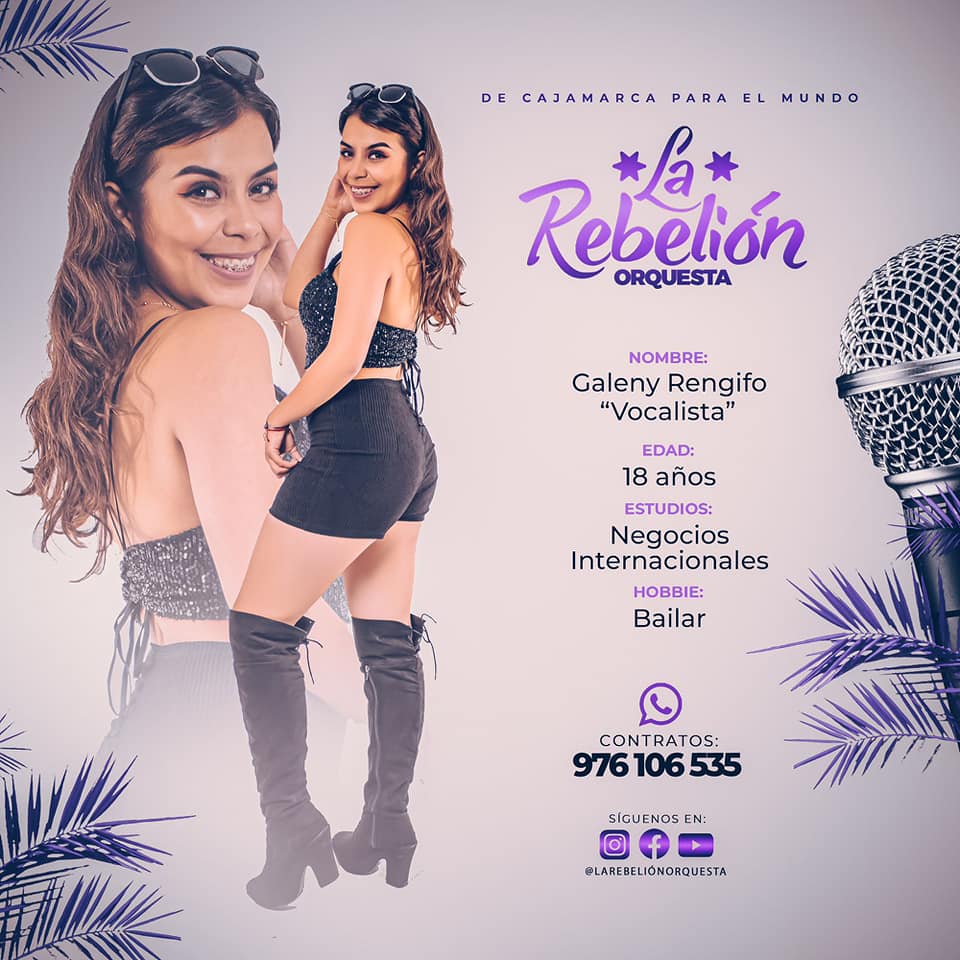 DE CAJAMARCA PARA EL MUNDO
La
Rebelión
ORQUESTA
NOMBRE:
Galeny Rengifo
“Vocalista”
EDAD:
18 años
ESTUDIOS:
Negocios
Internacionales
HOBBIE:
Bailar
CONTRATOS:
976 106 535
SÍGUENOS EN:
@LAREBELIÓNORQUESTA